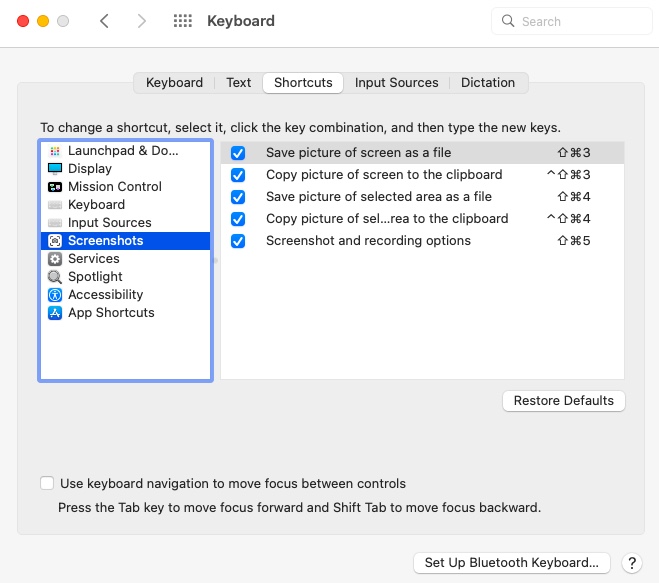 Keyboard
Search
Keyboard Text Shortcuts Input Sources Dictation
To change a shortcut, select it, click the key combination, and then type the new keys.
Launchpad & Do...
Display
Mission Control
Keyboard
Input Sources
Screenshots
Services
Spotlight
Accessibility
App Shortcuts
Save picture of screen as a file ⇧⌘3
Copy picture of screen to the clipboard ^⇧⌘3
Save picture of selected area as a file ⇧⌘4
Copy picture of sel...rea to the clipboard ^⇧⌘4
Screenshot and recording options ⇧⌘5
Restore Defaults
Use keyboard navigation to move focus between controls
Press the Tab key to move focus forward and Shift Tab to move focus backward.
Set Up Bluetooth Keyboard... ?